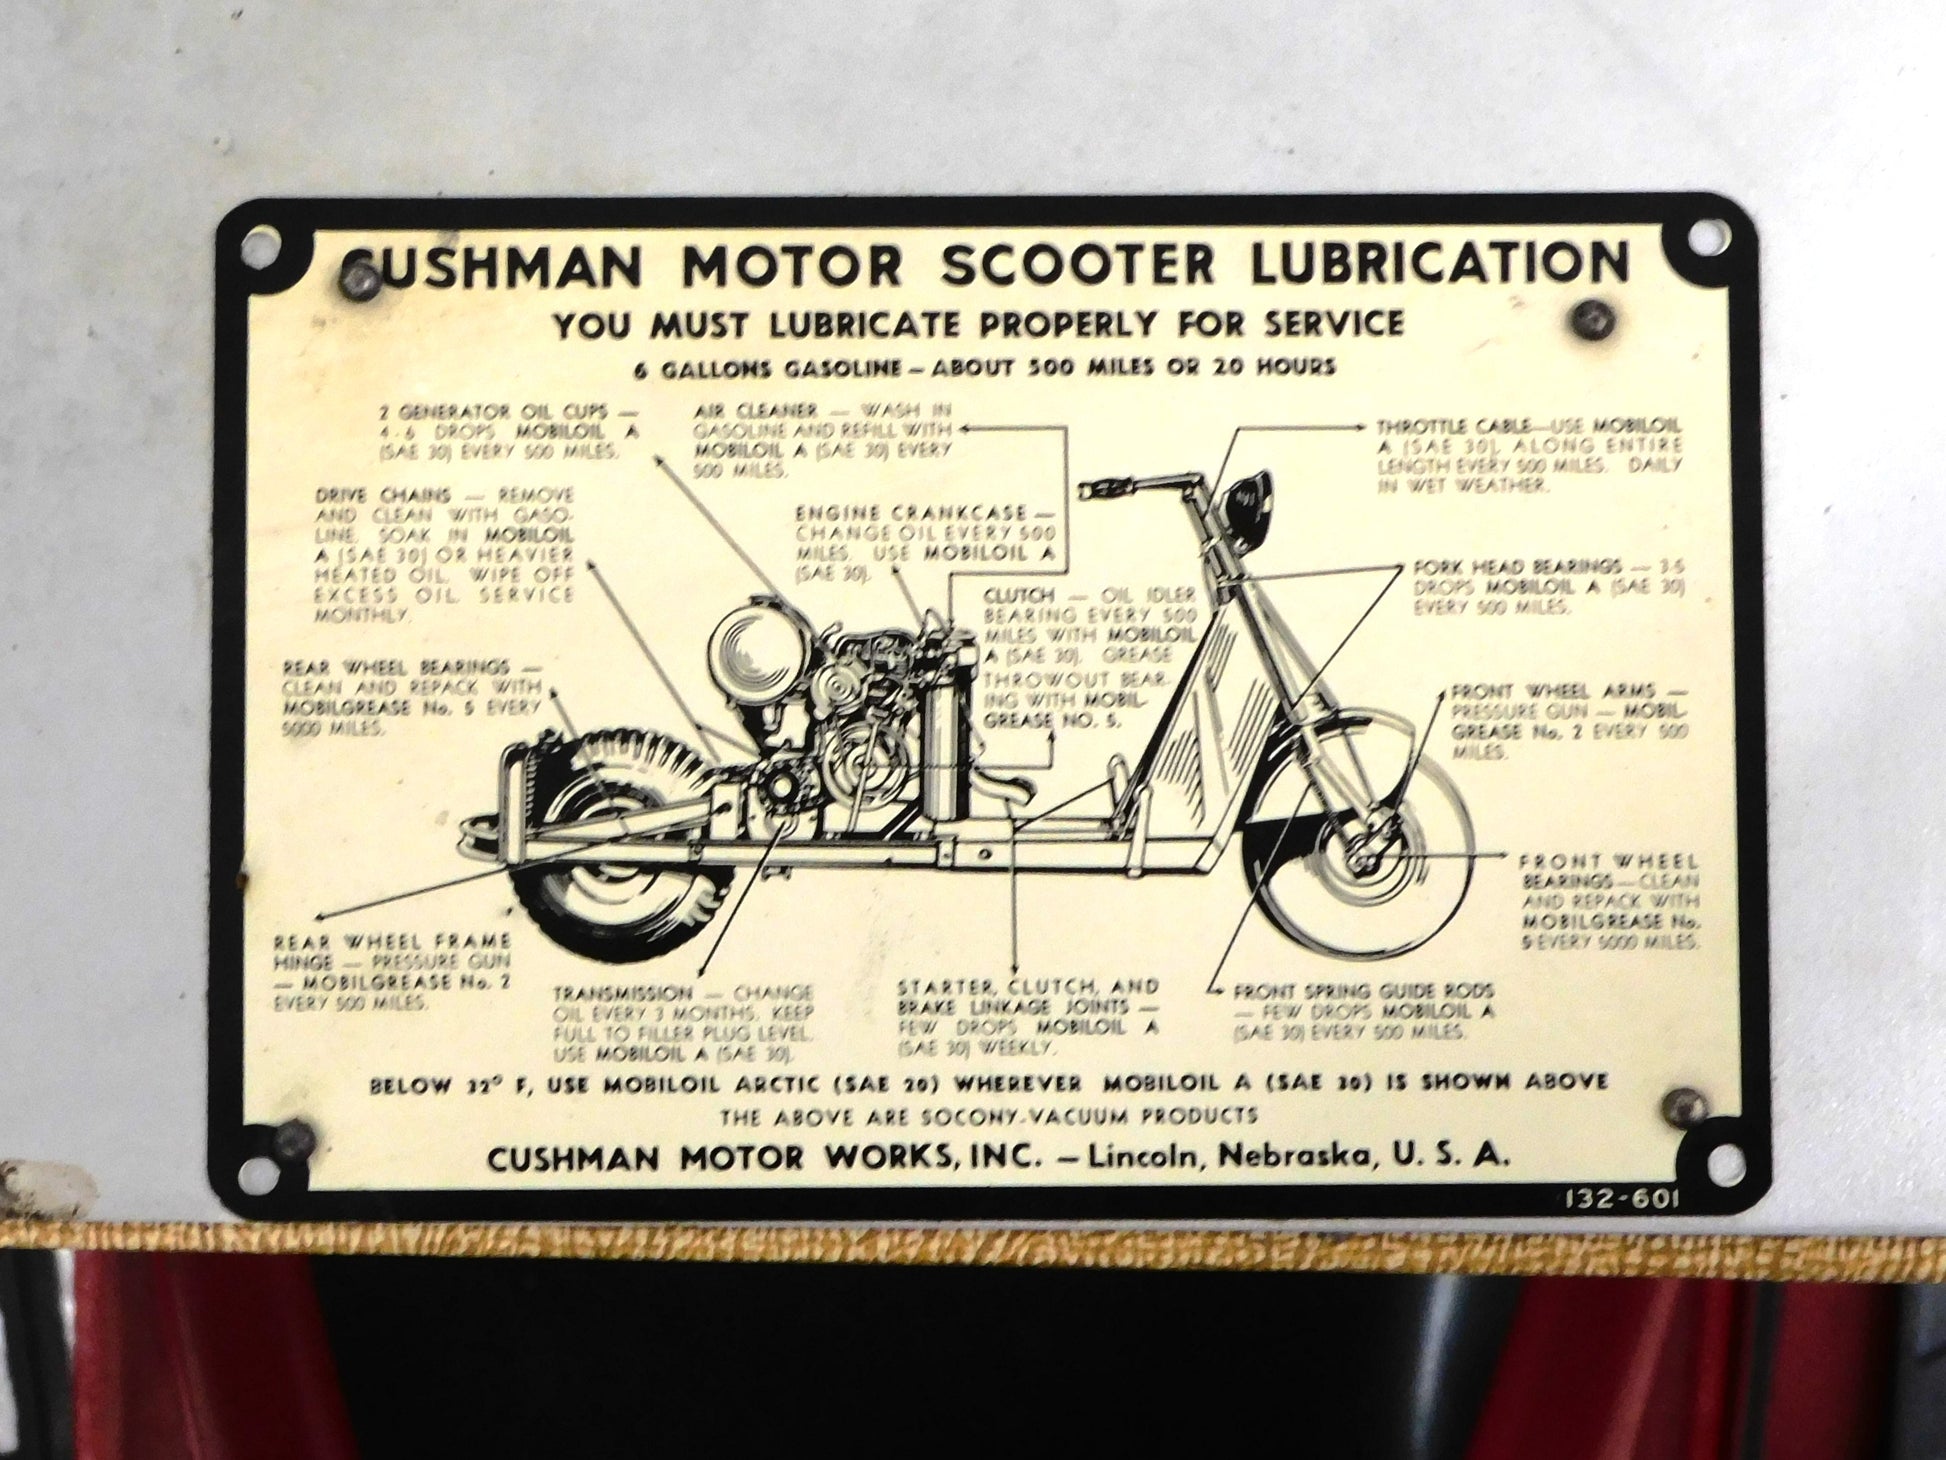 CUSHMAN MOTOR SCOOTER LUBRICATION
YOU MUST LUBRICATE PROPERLY FOR SERVICE
6 GALLONS GASOLINE – ABOUT 500 MILES OR 20 HOURS
2 GENERATOR OIL CUPS —
4-6 DROPS MOBILOIL A
(SAE 30) EVERY 500 MILES.
AIR CLEANER — WASH IN
GASOLINE AND REFILL WITH
MOBILOIL A (SAE 30) EVERY
500 MILES.
THROTTLE CABLE—USE MOBILOIL
A (SAE 30), ALONG ENTIRE
LENGTH EVERY 500 MILES. DAILY
IN WET WEATHER.
DRIVE CHAINS — REMOVE
AND CLEAN WITH GASO-
LINE. SOAK IN MOBILOIL
A (SAE 30) OR HEAVIER
HEATED OIL. WIPE OFF
EXCESS OIL. SERVICE
MONTHLY.
ENGINE CRANKCASE —
CHANGE OIL EVERY 500
MILES. USE MOBILOIL A
(SAE 30).
CLUTCH — OIL IDLER
BEARING EVERY 500
MILES WITH MOBILOIL
A (SAE 30). GREASE
THROWOUT BEAR-
ING WITH MOBIL-
GREASE NO. 5.
FORK HEAD BEARINGS — 3-5
DROPS MOBILOIL A (SAE 30)
EVERY 500 MILES.
REAR WHEEL BEARINGS —
CLEAN AND REPACK WITH
MOBILGREASE No. 5 EVERY
5000 MILES.
FRONT WHEEL ARMS —
PRESSURE GUN — MOBIL-
GREASE No. 2 EVERY 500
MILES.
FRONT WHEEL
BEARINGS—CLEAN
AND REPACK WITH
MOBILGREASE No.
5 EVERY 5000 MILES.
REAR WHEEL FRAME
HINGE — PRESSURE GUN
— MOBILGREASE No. 2
EVERY 500 MILES.
TRANSMISSION — CHANGE
OIL EVERY 3 MONTHS. KEEP
FULL TO FILLER PLUG LEVEL.
USE MOBILOIL A (SAE 30).
STARTER, CLUTCH, AND
BRAKE LINKAGE JOINTS —
FEW DROPS MOBILOIL A
(SAE 30) WEEKLY.
FRONT SPRING GUIDE RODS
— FEW DROPS MOBILOIL A
(SAE 30) EVERY 500 MILES.
BELOW 32° F, USE MOBILOIL ARCTIC (SAE 20) WHEREVER MOBILOIL A (SAE 30) IS SHOWN ABOVE
THE ABOVE ARE SOCONY-VACUUM PRODUCTS
CUSHMAN MOTOR WORKS, INC. – Lincoln, Nebraska, U. S. A.
132-601